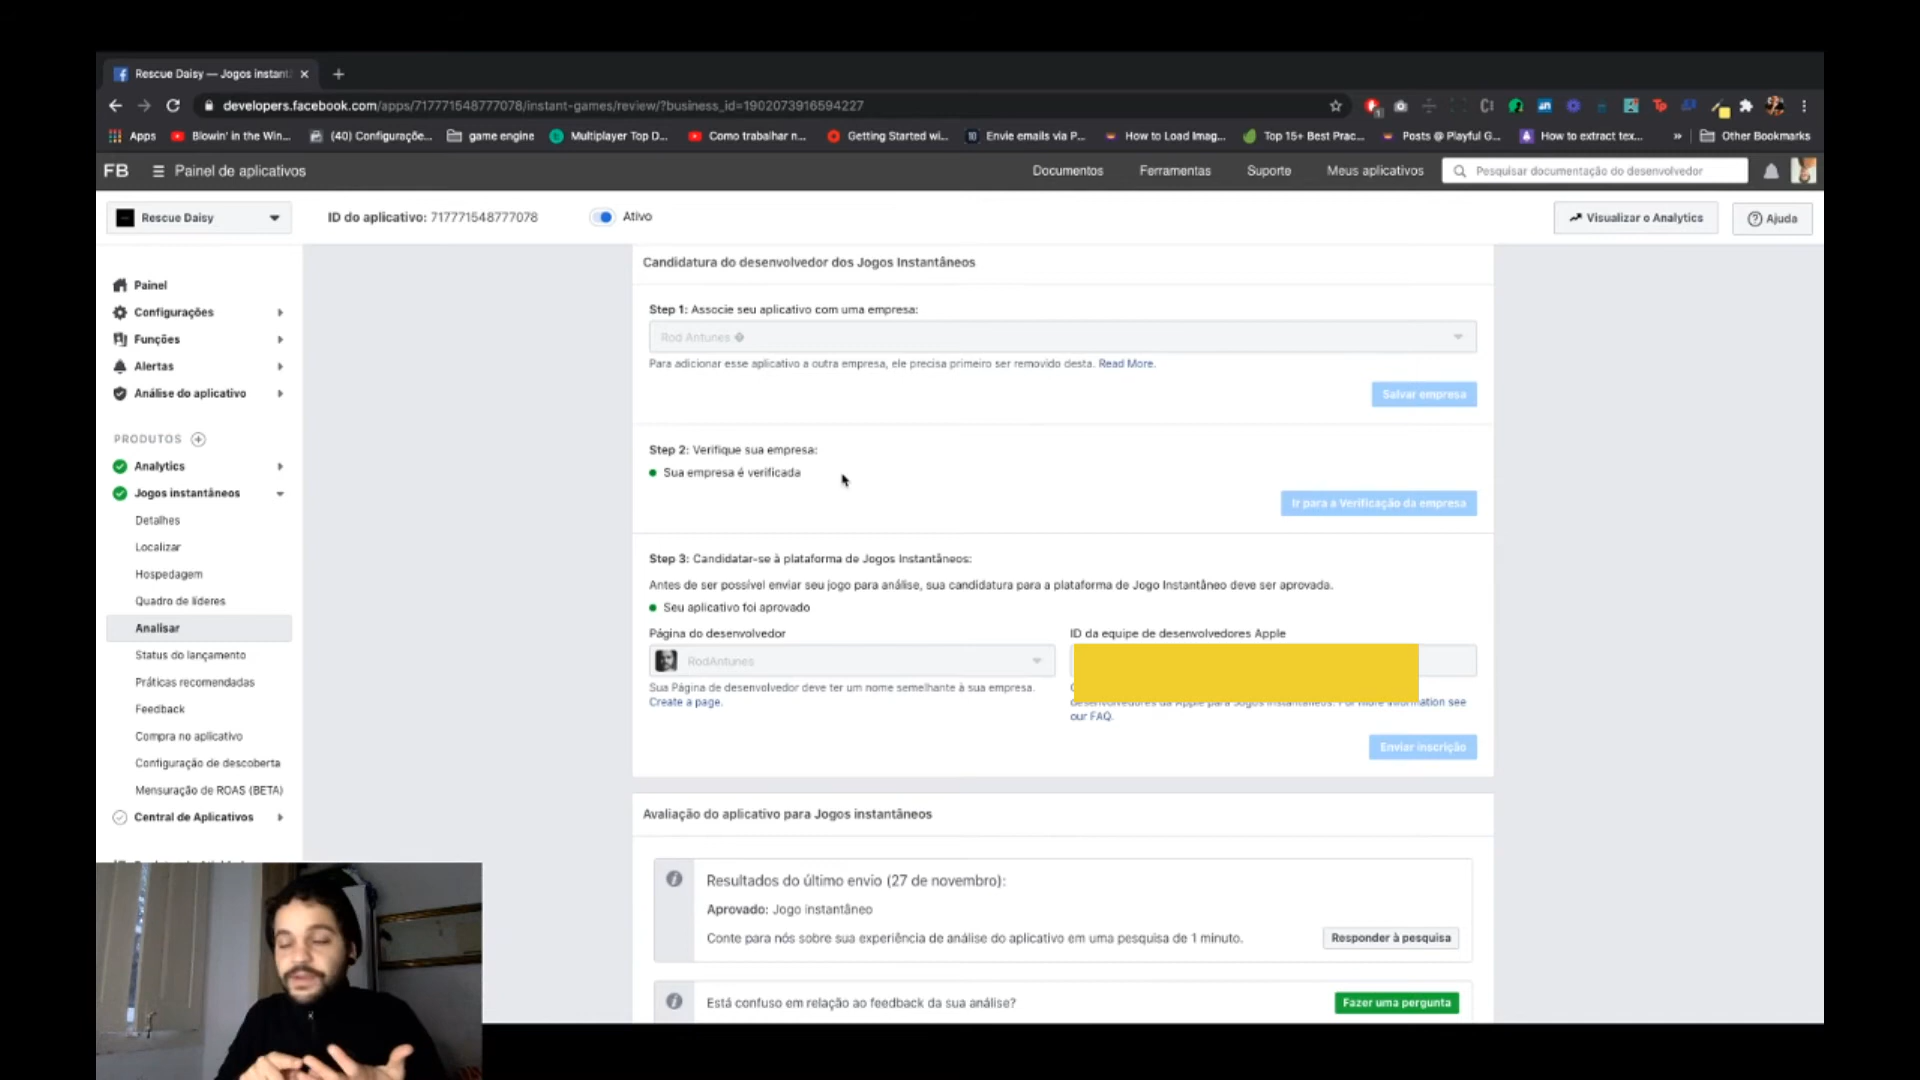 Rescue Daisy — Jogos instant:
developers.facebook.com/apps/717771548777078/instant-games/review/?business_id=1902073916594227
Apps
Blowin' in the Win...
(40) Configuraçõe...
game engine
Multiplayer Top D...
Como trabalhar n...
Getting Started wi...
Envie emails via P...
How to Load Imag...
Top 15+ Best Prac...
Posts @ Playful G...
How to extract tex...
»
Other Bookmarks
FB
Painel de aplicativos
Documentos
Ferramentas
Suporte
Meus aplicativos
Pesquisar documentação do desenvolvedor
Rescue Daisy
ID do aplicativo: 717771548777078
Ativo
Visualizar o Analytics
Ajuda
Painel
Configurações
Funções
Alertas
Análise do aplicativo
PRODUTOS
Analytics
Jogos instantâneos
Detalhes
Localizar
Hospedagem
Quadro de líderes
Analisar
Status do lançamento
Práticas recomendadas
Feedback
Compra no aplicativo
Configuração de descoberta
Mensuração de ROAS (BETA)
Central de Aplicativos
Candidatura do desenvolvedor dos Jogos Instantâneos
Step 1: Associe seu aplicativo com uma empresa:
Rod Antunes
Para adicionar esse aplicativo a outra empresa, ele precisa primeiro ser removido desta. Read More.
Salvar empresa
Step 2: Verifique sua empresa:
Sua empresa é verificada
Ir para a Verificação da empresa
Step 3: Candidatar-se à plataforma de Jogos Instantâneos:
Antes de ser possível enviar seu jogo para análise, sua candidatura para a plataforma de Jogo Instantâneo deve ser aprovada.
Seu aplicativo foi aprovado
Página do desenvolvedor
RodAntunes
Sua Página de desenvolvedor deve ter um nome semelhante à sua empresa.
Create a page.
ID da equipe de desenvolvedores Apple
desenvolvedores da Apple para Jogos Instantâneos. For more information see
our FAQ.
Enviar inscrição
Avaliação do aplicativo para Jogos instantâneos
Resultados do último envio (27 de novembro):
Aprovado: Jogo instantâneo
Conte para nós sobre sua experiência de análise do aplicativo em uma pesquisa de 1 minuto.
Responder à pesquisa
Está confuso em relação ao feedback da sua análise?
Fazer uma pergunta